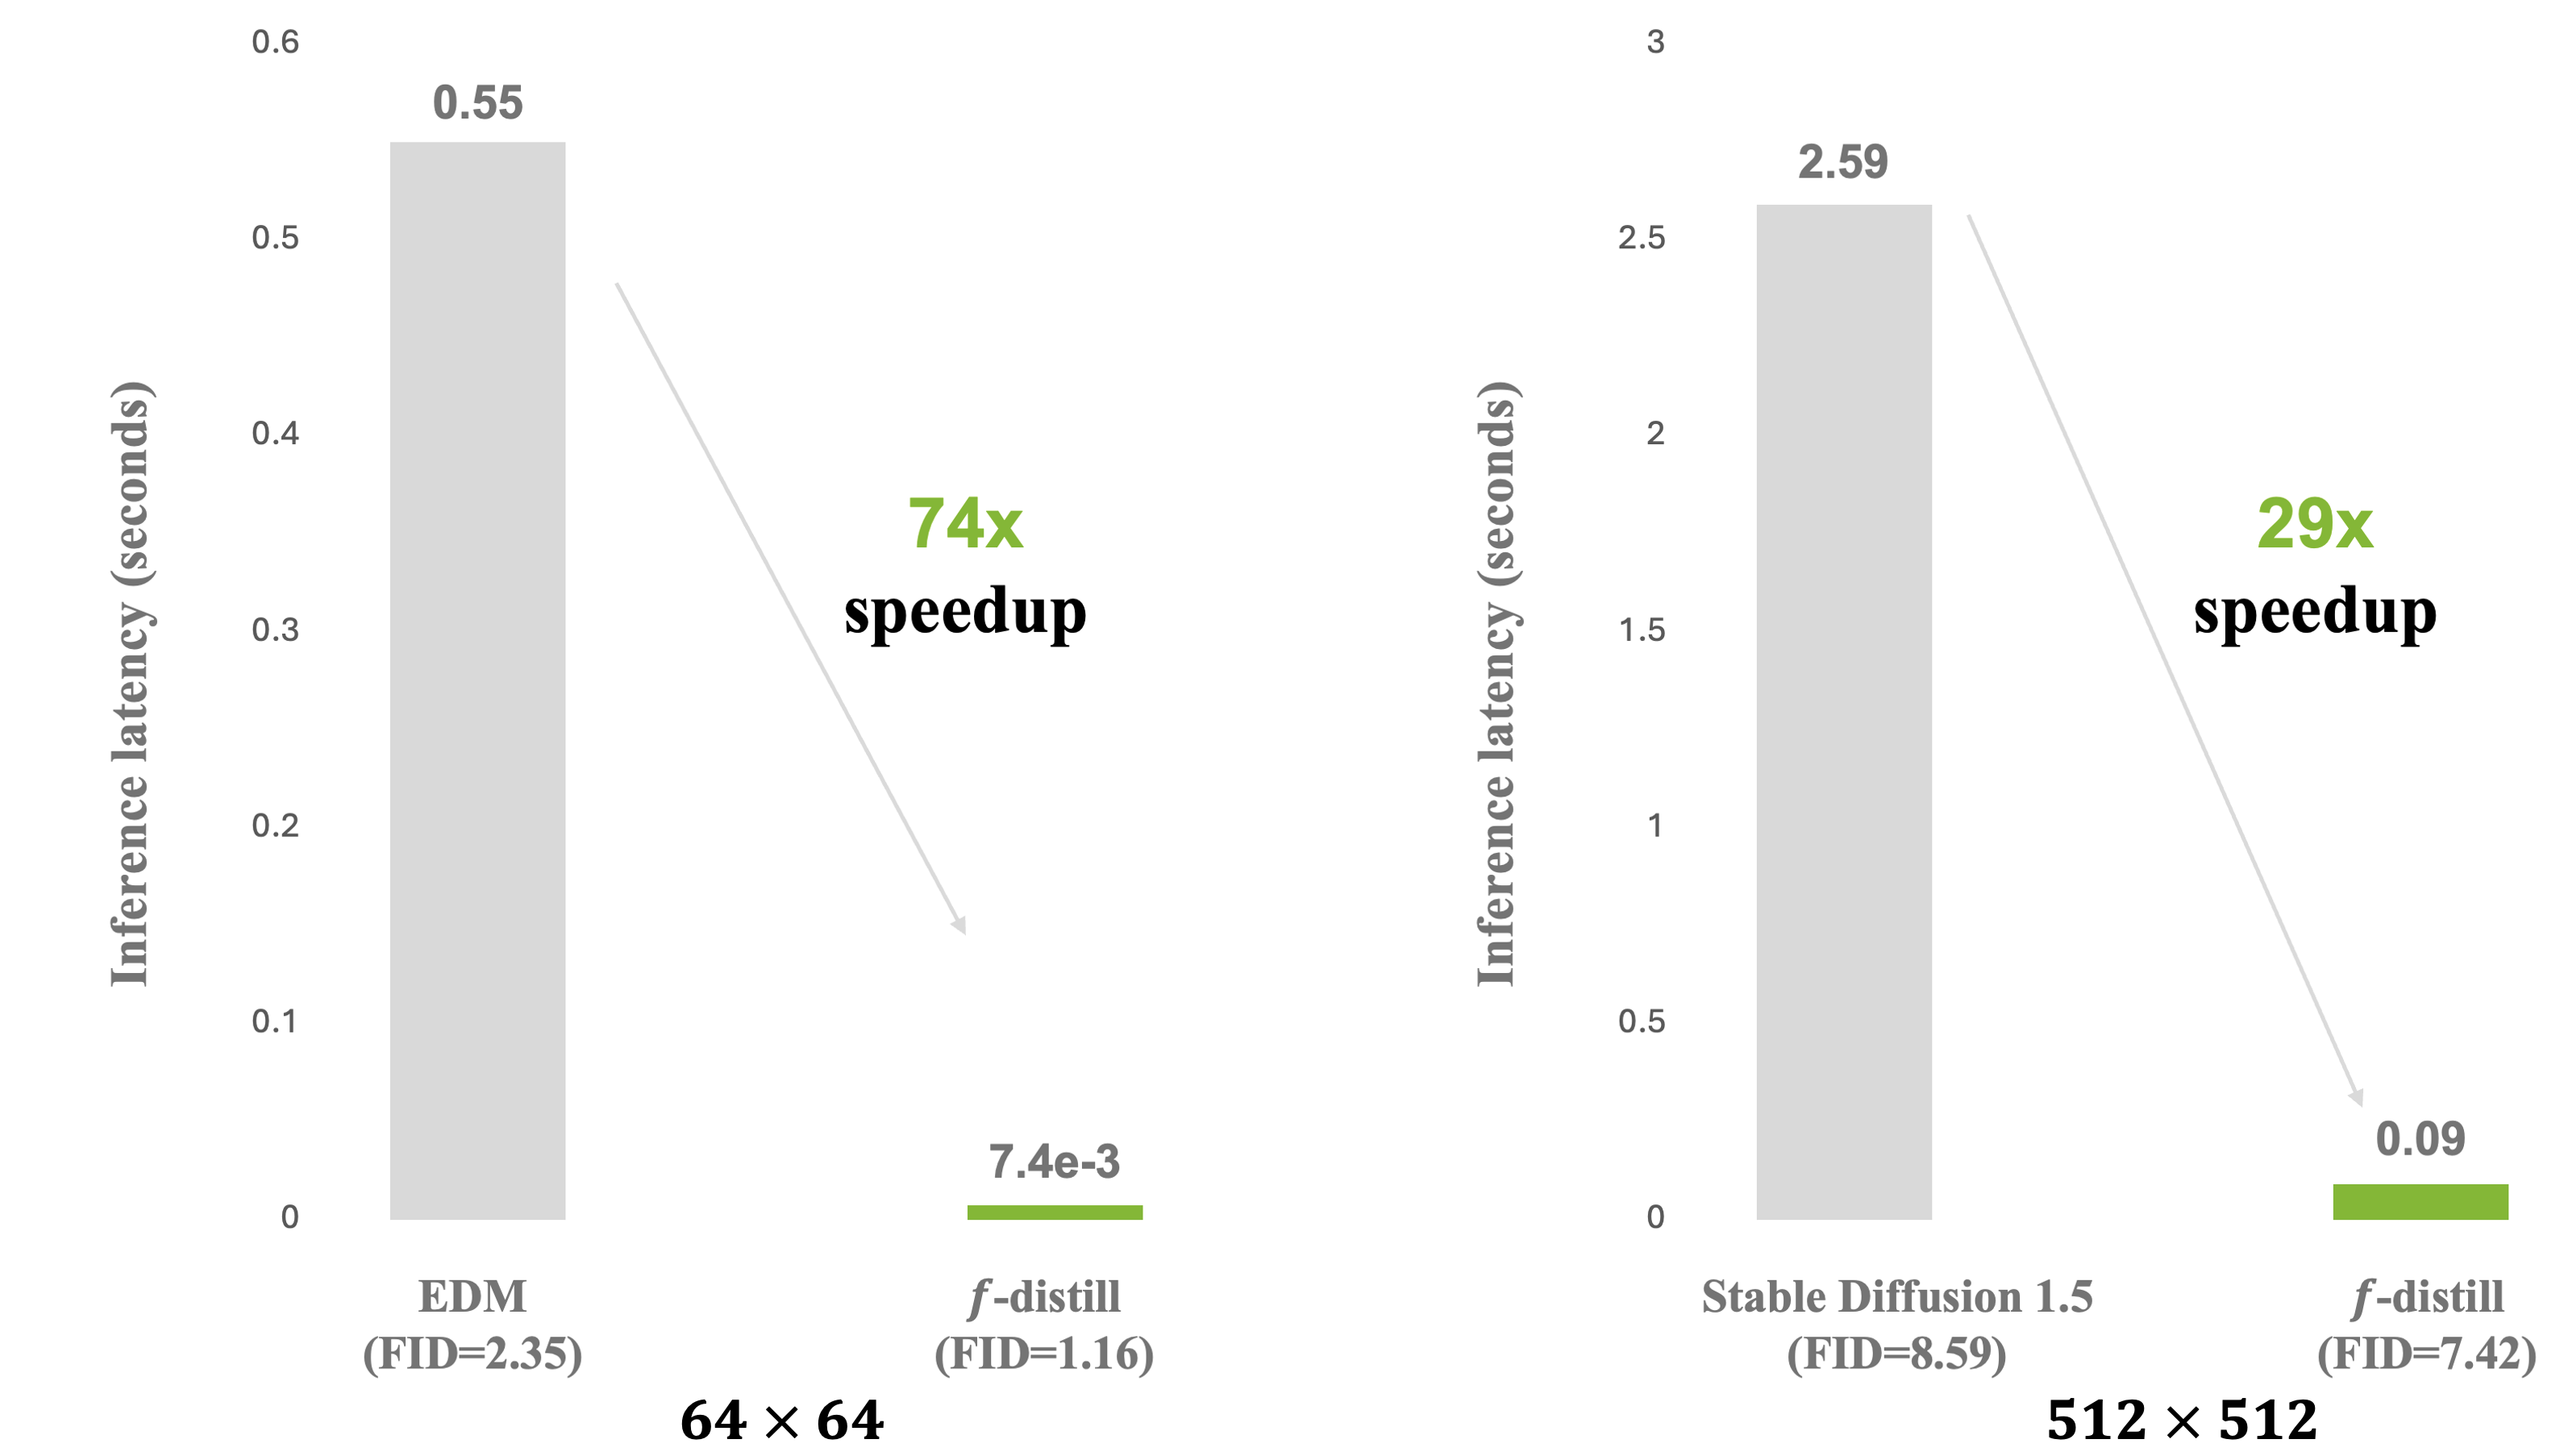 Inference latency (seconds)
0.6
0.5
0.4
0.3
0.2
0.1
0
0.55
74x
speedup
7.4e-3
EDM
(FID=2.35)
f-distill
(FID=1.16)
64 × 64
Inference latency (seconds)
3
2.5
2
1.5
1
0.5
0
2.59
29x
speedup
0.09
Stable Diffusion 1.5
(FID=8.59)
f-distill
(FID=7.42)
512 × 512